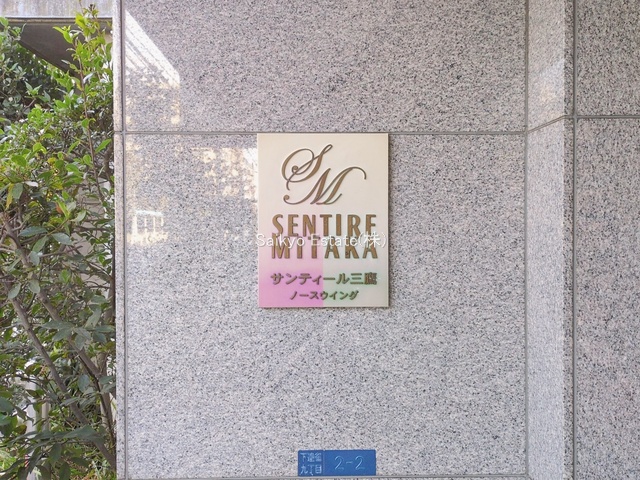 SM
SENTIRE
MITAKA
Saikyo Estate(株)
サンティール三鷹
ノースウイング
下連雀
九丁目
2-2